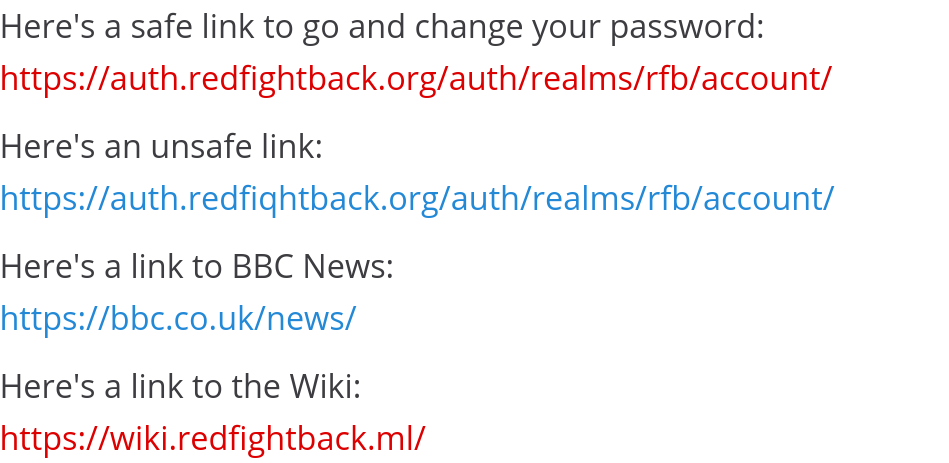 Here's a safe link to go and change your password:
https://auth.redfightback.org/auth/realms/rfb/account/
Here's an unsafe link:
https://auth.redfiqhtback.org/auth/realms/rfb/account/
Here's a link to BBC News:
https://bbc.co.uk/news/
Here's a link to the Wiki:
https://wiki.redfightback.ml/